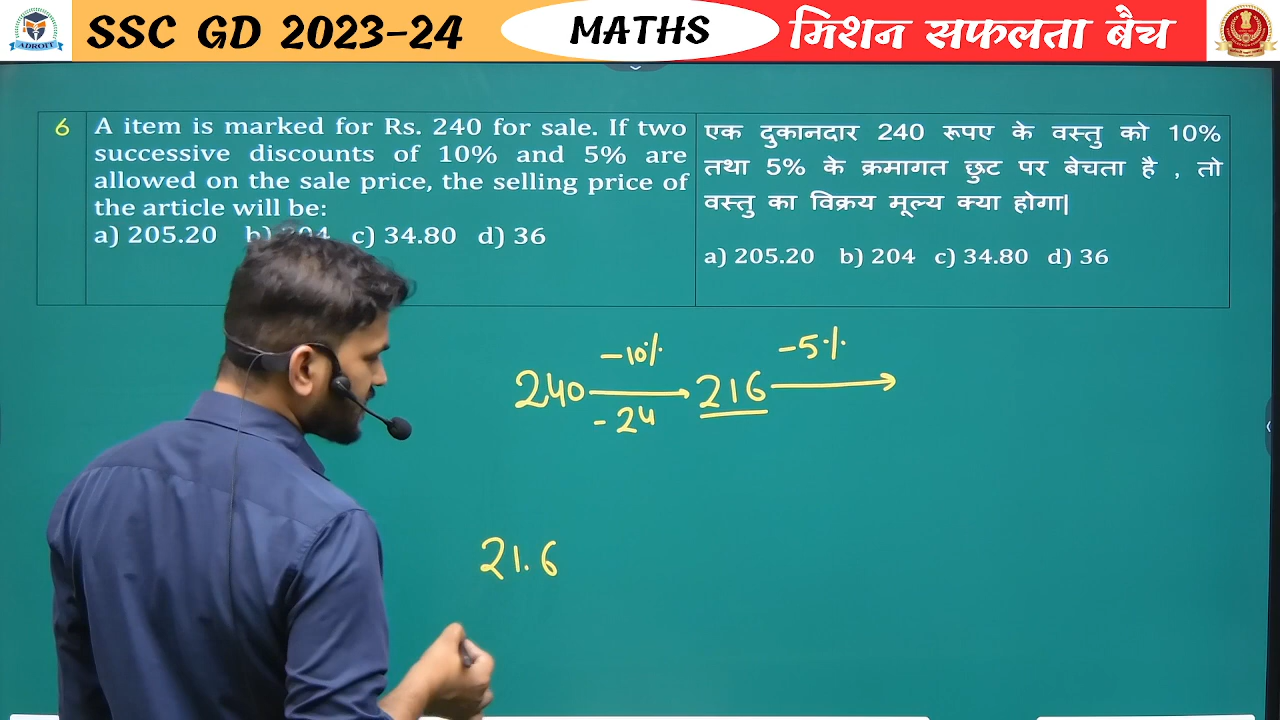 SSC GD 2023-24
MATHS
मिशन सफलता बैच
ADROIT
6
A item is marked for Rs. 240 for sale. If two
successive discounts of 10% and 5% are
allowed on the sale price, the selling price of
the article will be:
a) 205.20 b) 204 c) 34.80 d) 36
एक दुकानदार 240 रूपए के वस्तु को 10%
तथा 5% के क्रमागत छुट पर बेचता है , तो
वस्तु का विक्रय मूल्य क्या होगा|
a) 205.20 b) 204 c) 34.80 d) 36
-10% -5%
240 216
-24
21.6